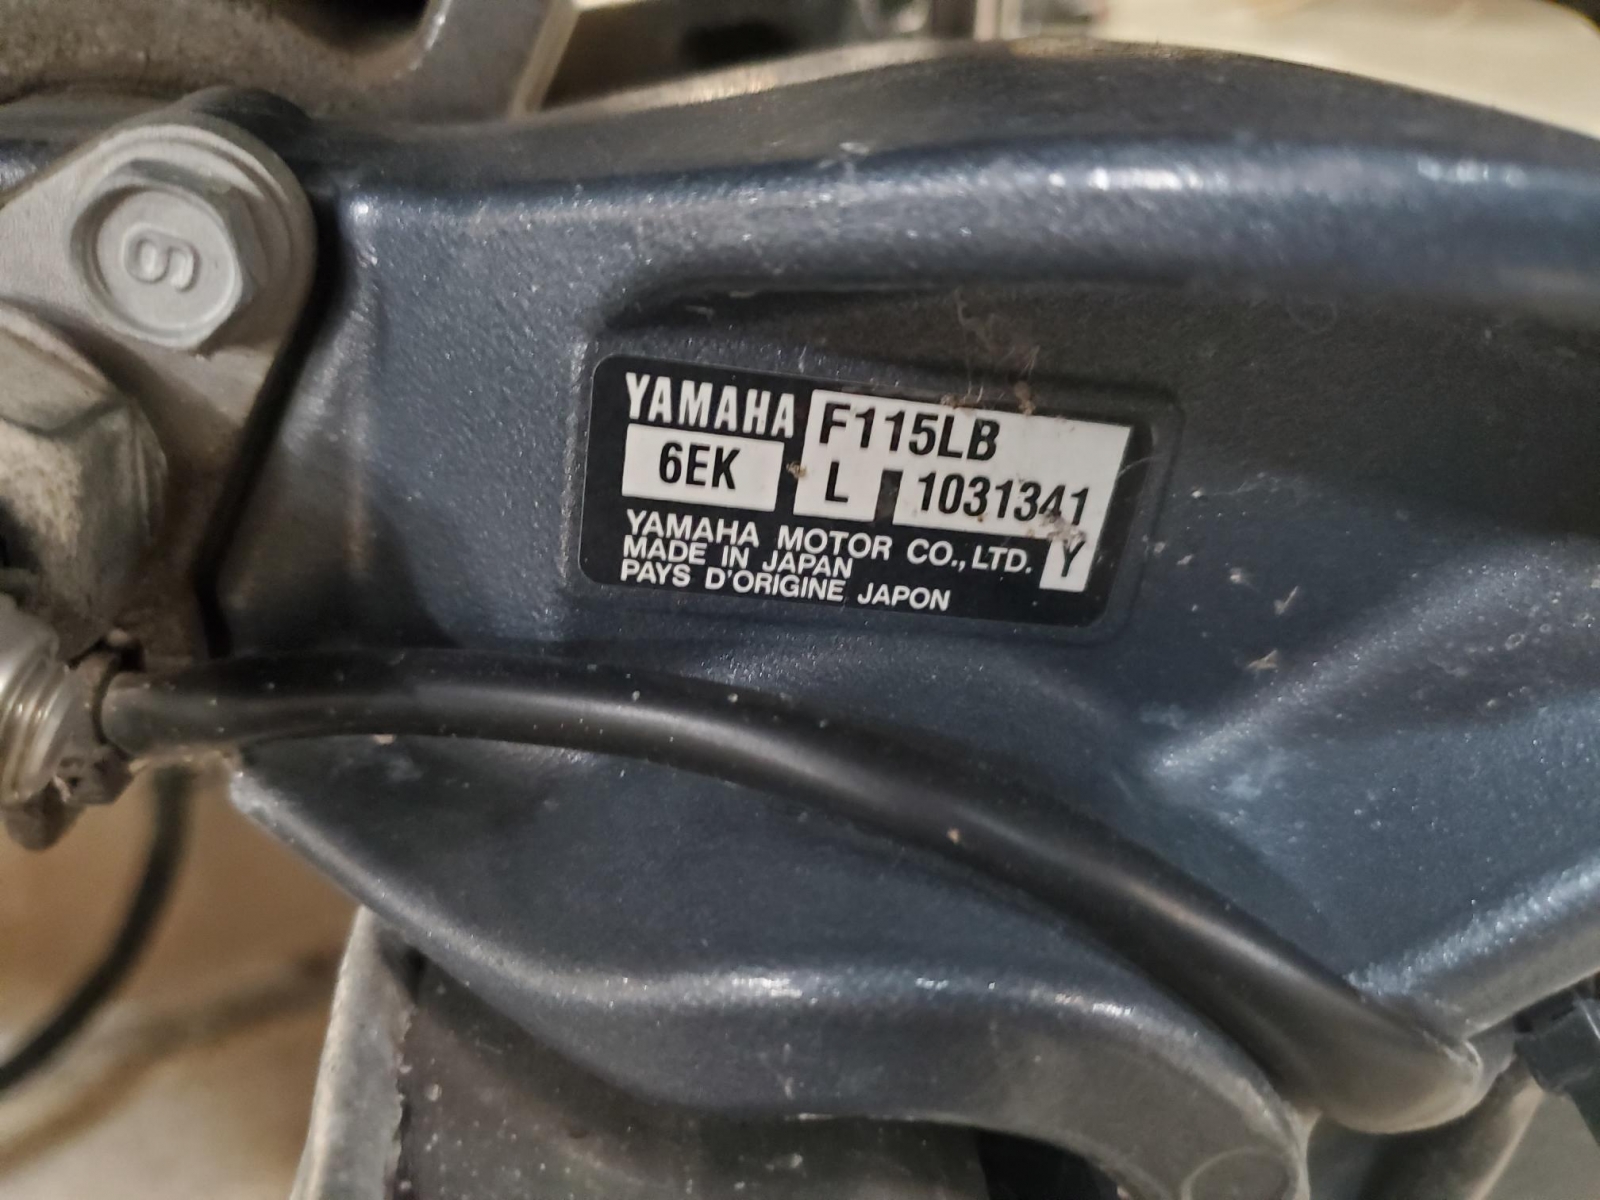 YAMAHA F115LB
6EK L 1031341
YAMAHA MOTOR CO., LTD. Y
MADE IN JAPAN
PAYS D'ORIGINE JAPON